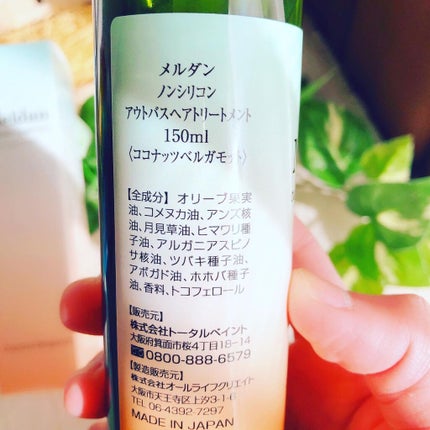 メルダン
ノンシリコン
アウトバスヘアトリートメント
150ml
〈ココナッツベルガモット〉
【全成分】 オリーブ果実
油、コメヌカ油、アンズ核
油、月見草油、ヒマワリ種
子油、アルガニアスピノ
サ核油、ツバキ種子油、
アボガド油、ホホバ種子
油、香料、トコフェロール
【販売元】
株式会社トータルペイント
大阪府箕面市桜4丁目18-14
0800-888-6579
【製造販売元】
株式会社オールライフクリエイト
大阪市天王寺区上汐3-1-6
TEL 06-4392-7297
MADE IN JAPAN